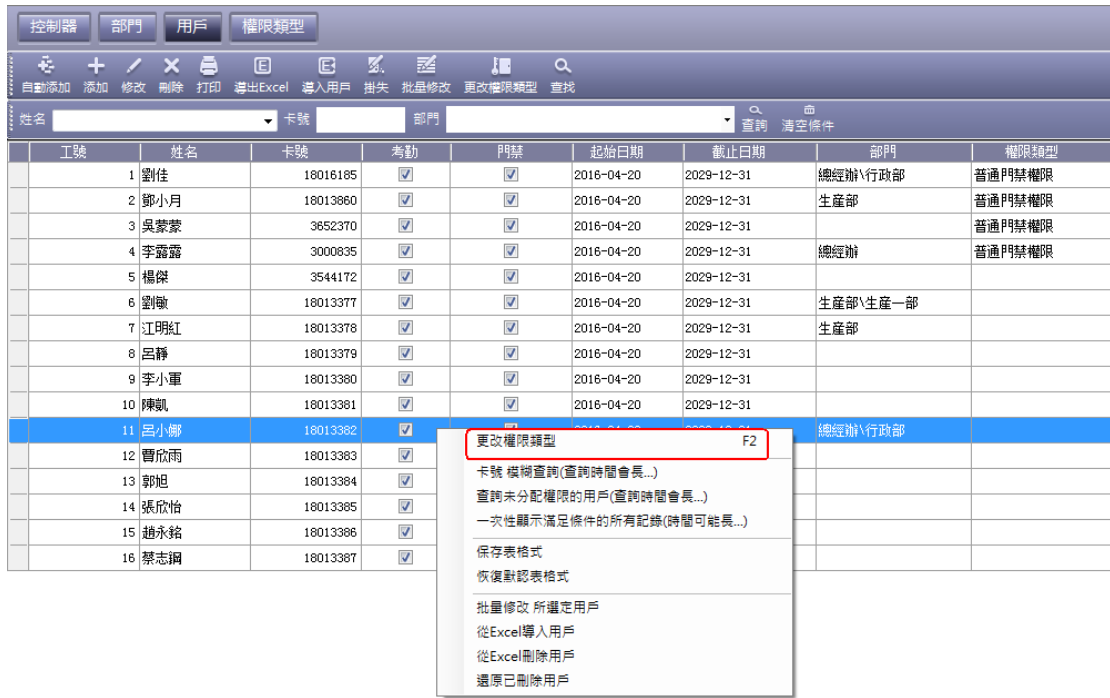 控制器 部門 用戶 權限類型
自動添加 添加 修改 刪除 打印 導出Excel 導入用戶 掛失 批量修改 更改權限類型 查找
姓名 卡號 部門 查詢 清空條件
工號 姓名 卡號 考勤 門禁 起始日期 截止日期 部門 權限類型
1 劉佳 18016185 2016-04-20 2029-12-31 總經辦\行政部 普通門禁權限
2 鄧小月 18013860 2016-04-20 2029-12-31 生産部 普通門禁權限
3 吳蒙蒙 3652370 2016-04-20 2029-12-31 普通門禁權限
4 李露露 3000835 2016-04-20 2029-12-31 總經辦 普通門禁權限
5 楊傑 3544172 2016-04-20 2029-12-31
6 劉敏 18013377 2016-04-20 2029-12-31 生産部\生産一部
7 江明紅 18013378 2016-04-20 2029-12-31 生産部
8 呂靜 18013379 2016-04-20 2029-12-31
9 李小軍 18013380 2016-04-20 2029-12-31
10 陳凱 18013381 2016-04-20 2029-12-31
11 呂小娜 18013382 總經辦\行政部
12 曹欣雨 18013383
13 郭旭 18013384
14 張欣怡 18013385
15 趙永銘 18013386
16 蔡志鋼 18013387
更改權限類型 F2
卡號 模糊查詢(查詢時間會長...)
查詢未分配權限的用戶(查詢時間會長...)
一次性顯示滿足條件的所有記錄(時間可能長...)
保存表格式
恢復默認表格式
批量修改 所選定用戶
從Excel導入用戶
從Excel刪除用戶
還原已刪除用戶